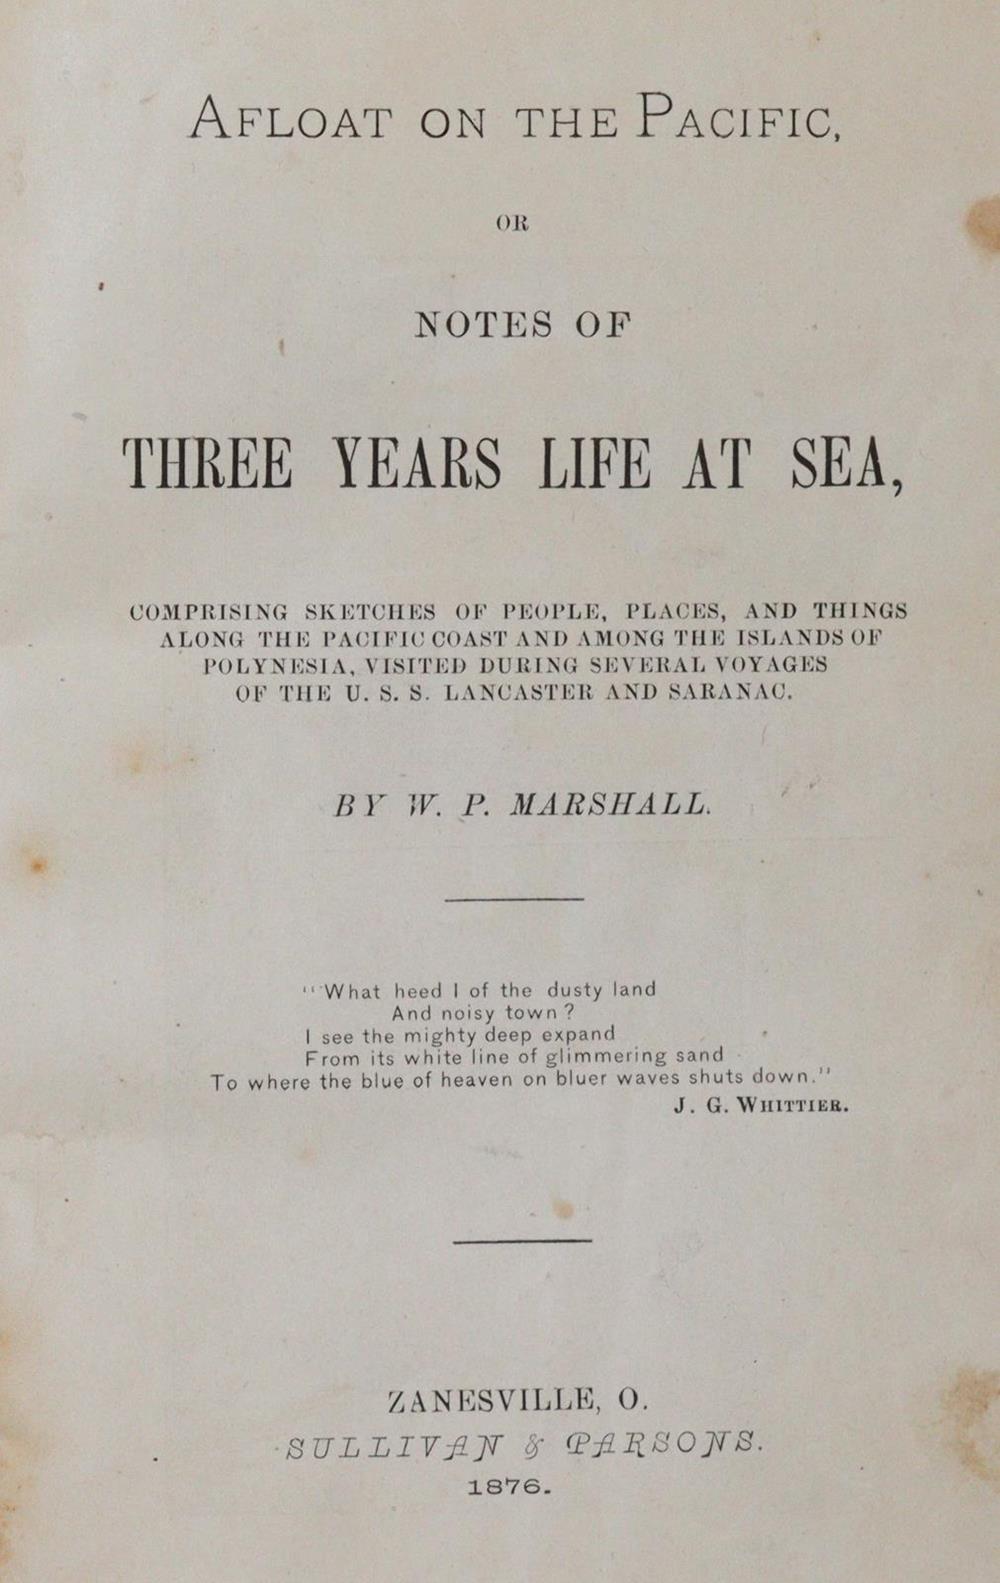 AFLOAT ON THE PACIFIC,
OR
NOTES OF
THREE YEARS LIFE AT SEA,
COMPRISING SKETCHES OF PEOPLE, PLACES, AND THINGS
ALONG THE PACIFIC COAST AND AMONG THE ISLANDS OF
POLYNESIA, VISITED DURING SEVERAL VOYAGES
OF THE U. S. S. LANCASTER AND SARANAC.
BY W. P. MARSHALL.
"What heed I of the dusty land
And noisy town?
I see the mighty deep expand
From its white line of glimmering sand
To where the blue of heaven on bluer waves shuts down."
J. G. WHITTIER.
ZANESVILLE, O.
SULLIVAN & PARSONS.
1876.